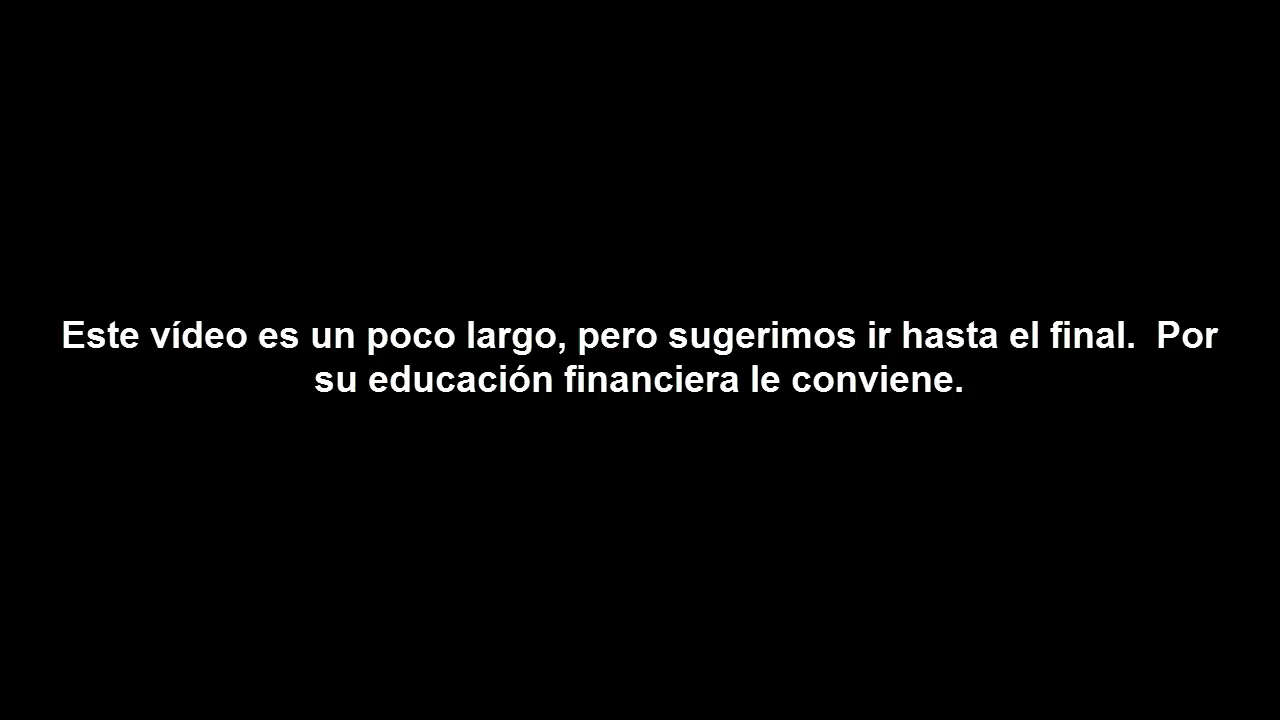 Este vídeo es un poco largo, pero sugerimos ir hasta el final.  Por
su educación financiera le conviene.